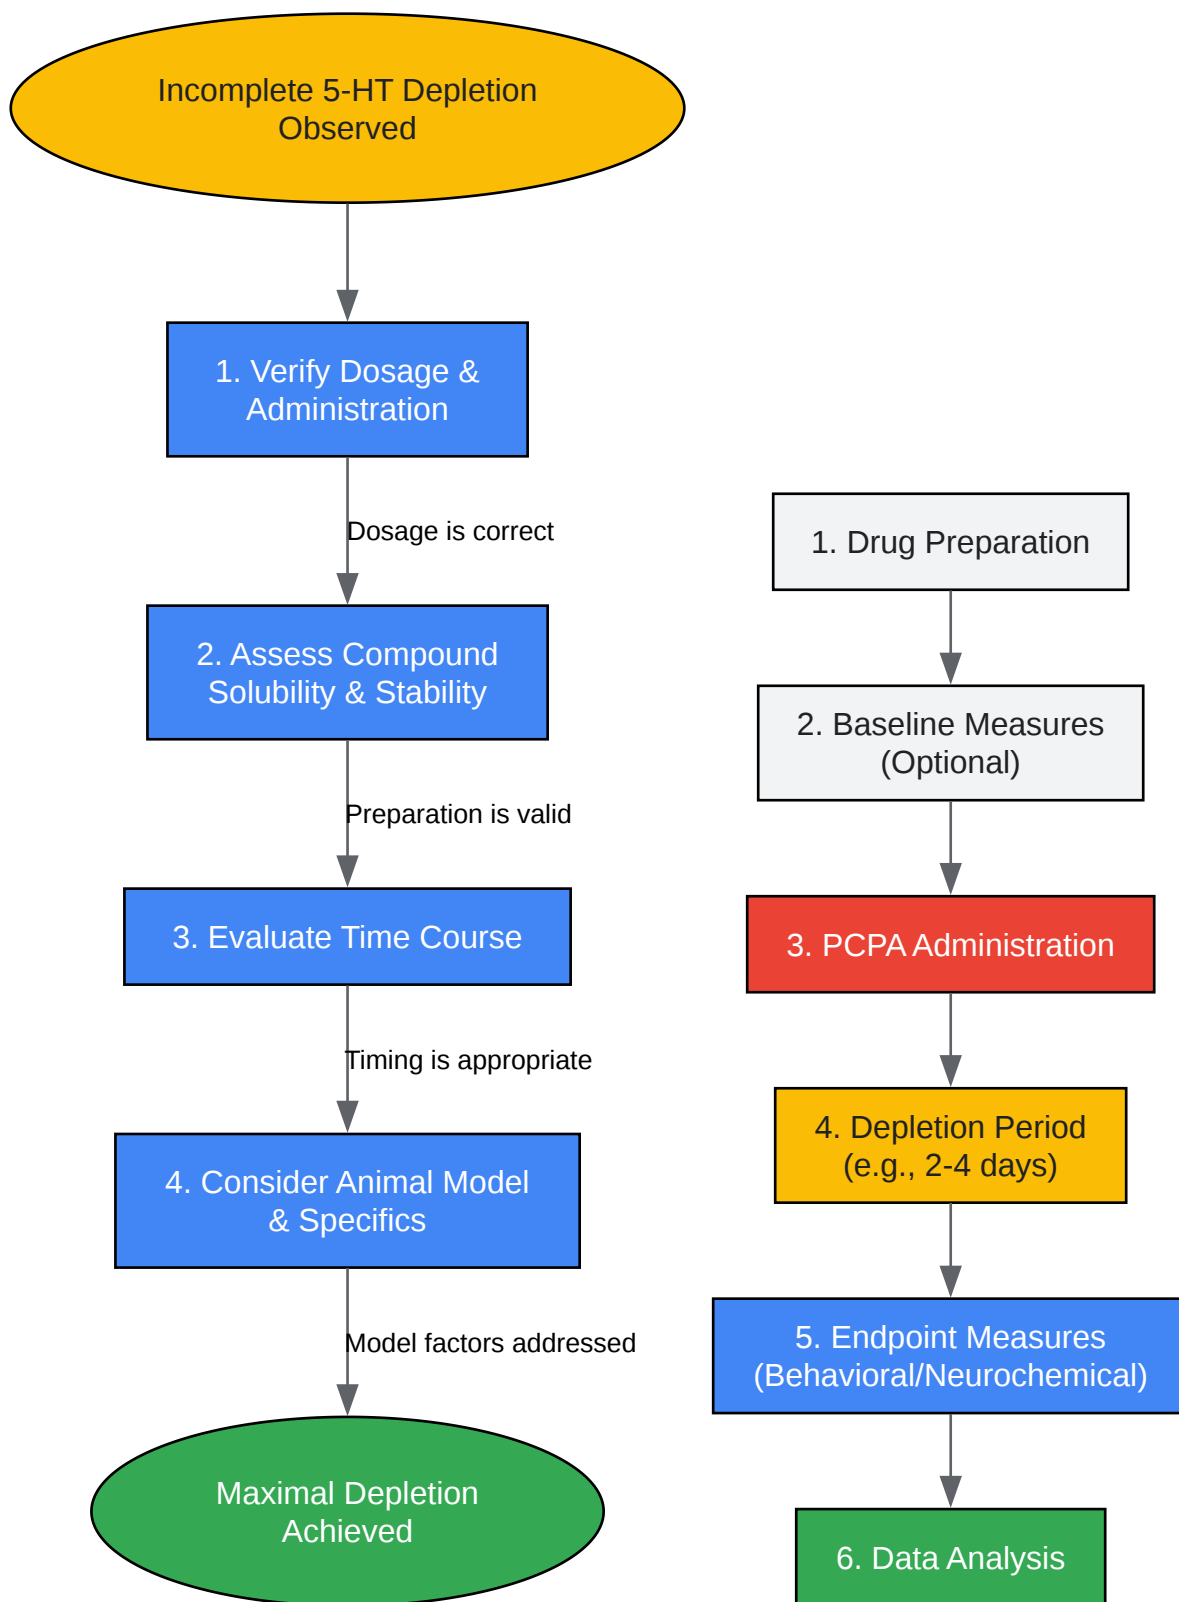 Incomplete 5-HT Depletion
Observed
1. Verify Dosage &
Administration
Dosage is correct
2. Assess Compound
Solubility & Stability
Preparation is valid
3. Evaluate Time Course
Timing is appropriate
4. Consider Animal Model
& Specifics
Model factors addressed
Maximal Depletion
Achieved
1. Drug Preparation
2. Baseline Measures
(Optional)
3. PCPA Administration
4. Depletion Period
(e.g., 2-4 days)
5. Endpoint Measures
(Behavioral/Neurochemical)
6. Data Analysis